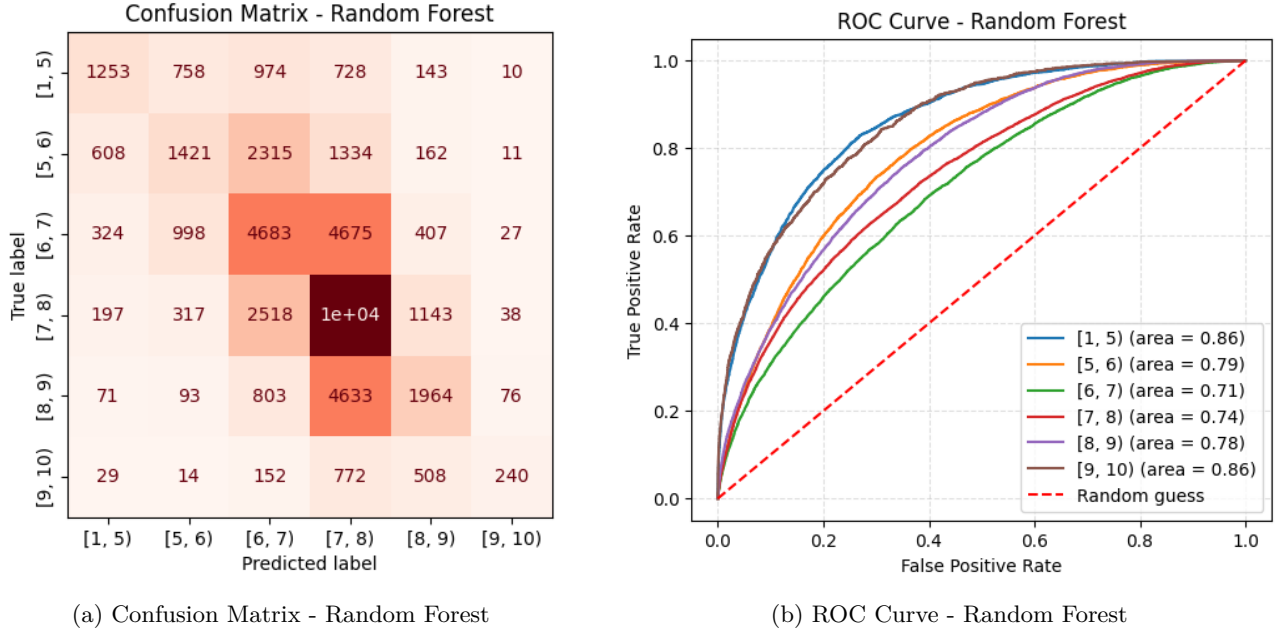 Confusion Matrix - Random Forest
[1, 5) 1253 758 974 728 143 10
[5, 6) 608 1421 2315 1334 162 11
[6, 7) 324 998 4683 4675 407 27
[7, 8) 197 317 2518 1e+04 1143 38
[8, 9) 71 93 803 4633 1964 76
[9, 10) 29 14 152 772 508 240
True label
[1, 5) [5, 6) [6, 7) [7, 8) [8, 9) [9, 10)
Predicted label
(a) Confusion Matrix - Random Forest
ROC Curve - Random Forest
1.0
0.8
0.6
0.4
0.2
0.0
True Positive Rate
[1, 5) (area = 0.86)
[5, 6) (area = 0.79)
[6, 7) (area = 0.71)
[7, 8) (area = 0.74)
[8, 9) (area = 0.78)
[9, 10) (area = 0.86)
Random guess
0.0 0.2 0.4 0.6 0.8 1.0
False Positive Rate
(b) ROC Curve - Random Forest